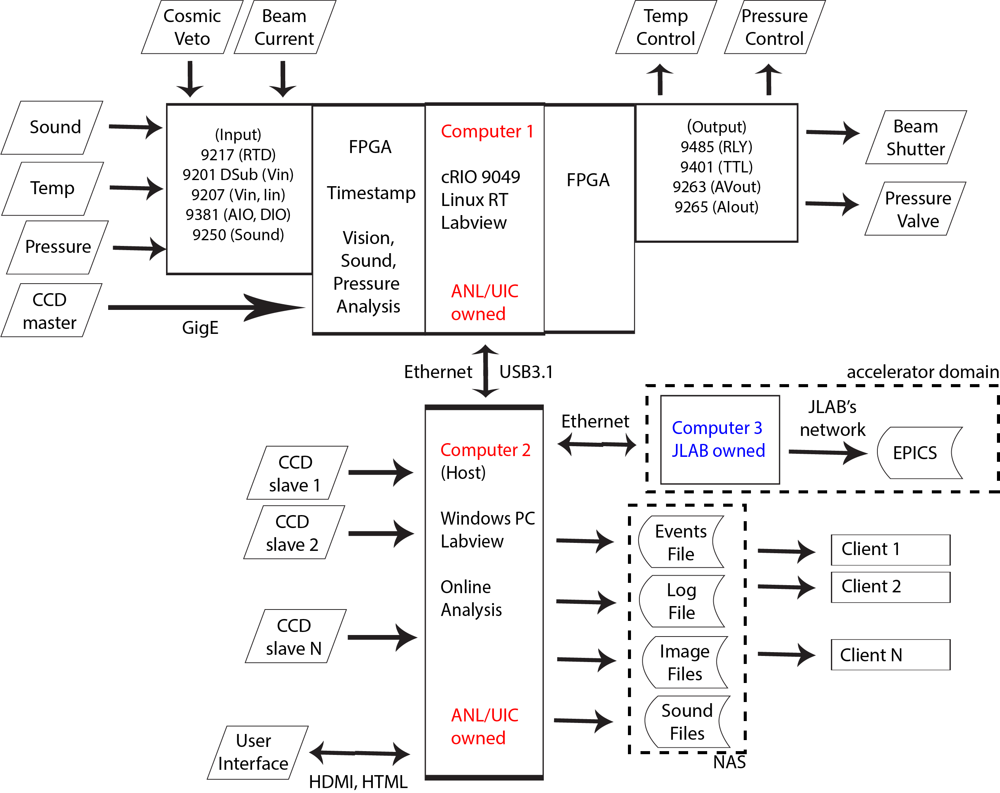 Cosmic
Veto
Beam
Current
Temp
Control
Pressure
Control
Sound
Temp
Pressure
CCD
master
GigE
(Input)
9217 (RTD)
9201 DSub (Vin)
9207 (Vin, Iin)
9381 (AIO, DIO)
9250 (Sound)
FPGA
Timestamp
Vision,
Sound,
Pressure
Analysis
Computer 1
cRIO 9049
Linux RT
Labview
ANL/UIC
owned
FPGA
(Output)
9485 (RLY)
9401 (TTL)
9263 (AVout)
9265 (AIout)
Beam
Shutter
Pressure
Valve
Ethernet
USB3.1
accelerator domain
Ethernet
Computer 3
JLAB owned
JLAB’s
network
EPICS
CCD
slave 1
CCD
slave 2
CCD
slave N
User
Interface
HDMI, HTML
Computer 2
(Host)
Windows PC
Labview
Online
Analysis
ANL/UIC
owned
Events
File
Log
File
Image
Files
Sound
Files
NAS
Client 1
Client 2
Client N